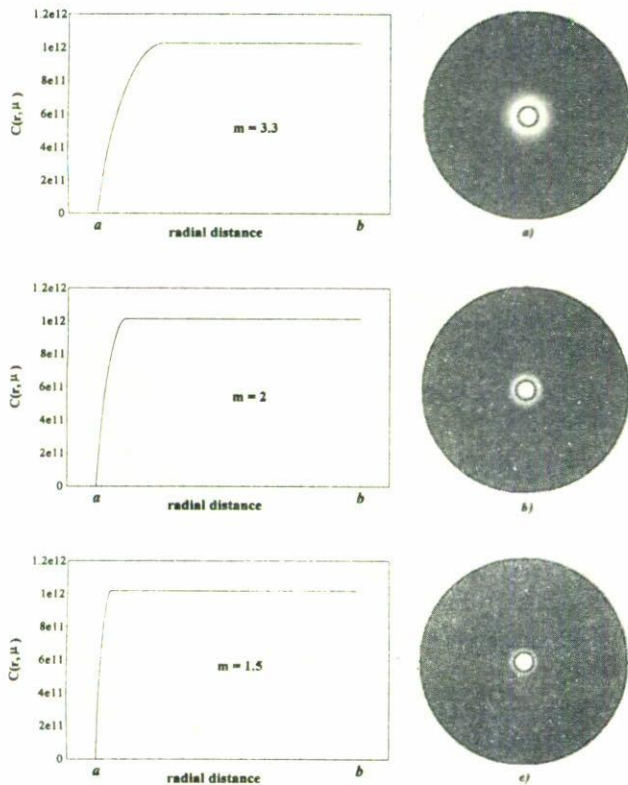 1.2e12
1e12
8e11
6e11
4e11
2e11
0
C(r,μ)
m = 3.3
a
b
radial distance
a)
1.2e12
1e12
8e11
6e11
4e11
2e11
0
C(r,μ)
m = 2
a
b
radial distance
b)
1.2e12
1e12
8e11
6e11
4e11
2e11
0
C(r,μ)
m = 1.5
a
b
radial distance
c)